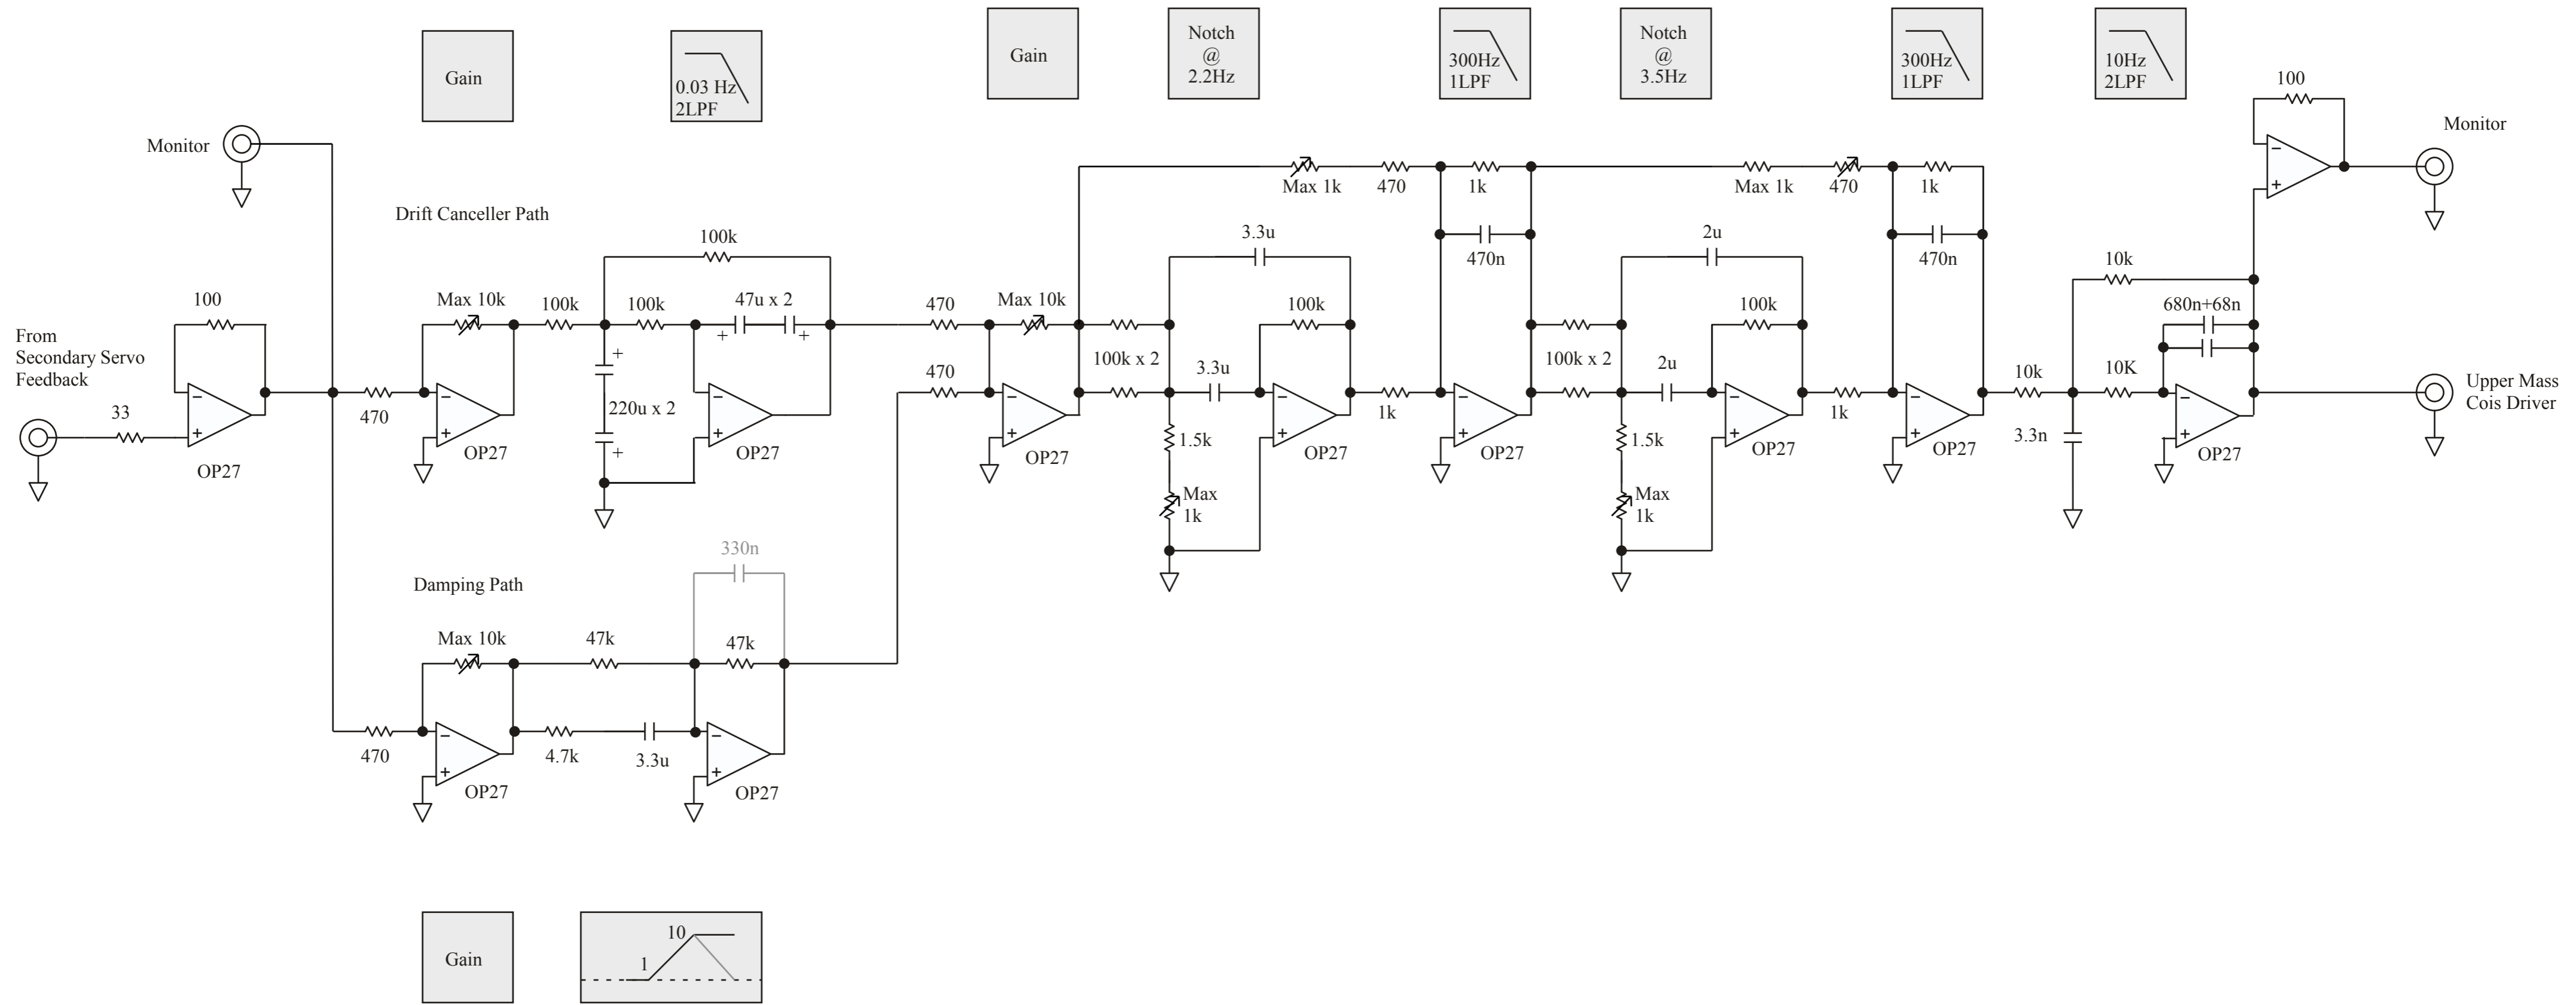 Gain
0.03 Hz
2LPF
Gain
Notch
@
2.2Hz
300Hz
1LPF
Notch
@
3.5Hz
300Hz
1LPF
10Hz
2LPF
100
Monitor
Monitor
−
+
Max 1k
470
1k
Max 1k
470
1k
Drift Canceller Path
100k
3.3u
470n
2u
470n
10k
100
Max 10k
100k
100k
47u x 2
+
+
470
Max 10k
100k
100k
680n+68n
From
Secondary Servo
Feedback
33
−
+
OP27
470
−
+
OP27
+
220u x 2
+
−
+
OP27
470
−
+
OP27
100k x 2
3.3u
1.5k
Max
1k
−
+
OP27
1k
−
+
OP27
100k x 2
2u
1.5k
Max
1k
−
+
OP27
1k
−
+
OP27
10k
3.3n
10K
−
+
OP27
Upper Mass
Cois Driver
330n
Damping Path
Max 10k
47k
47k
470
−
+
OP27
4.7k
3.3u
−
+
OP27
Gain
10
1